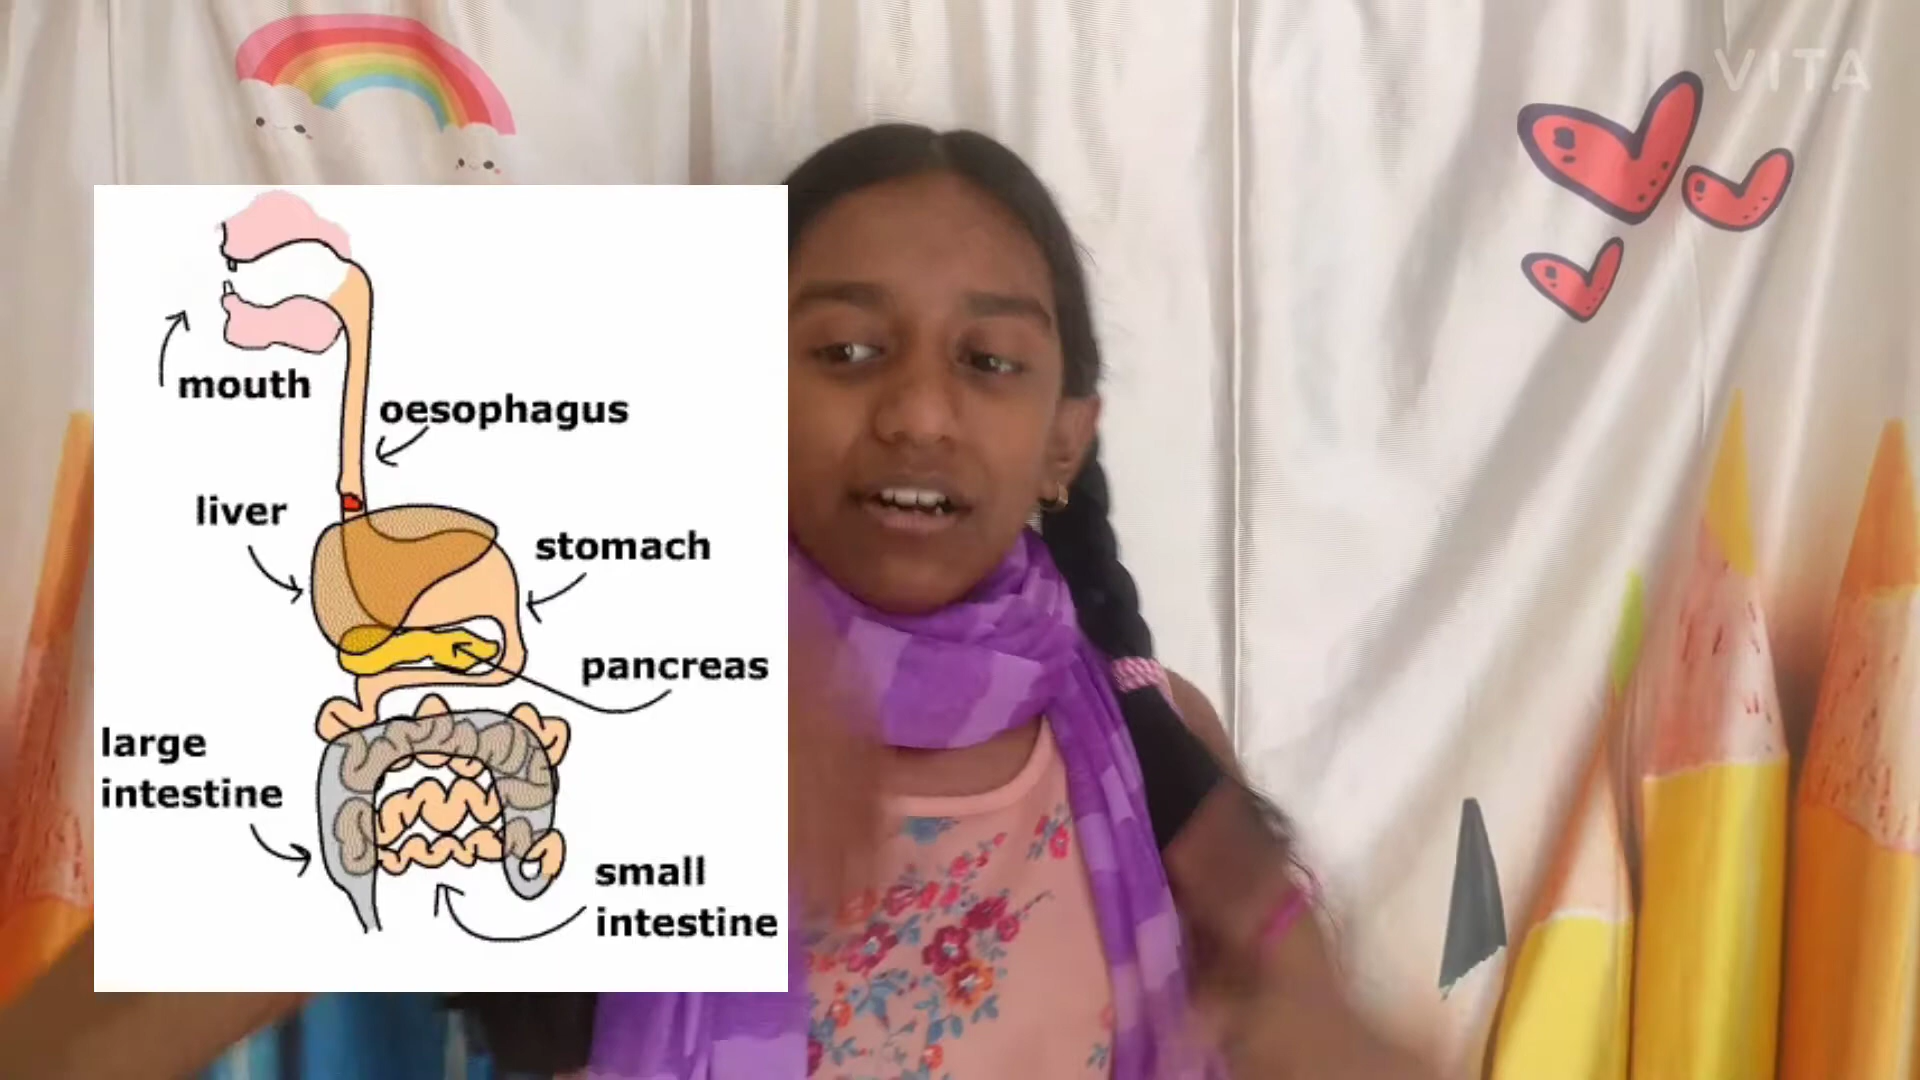 VITA
mouth
oesophagus
liver
stomach
pancreas
large
intestine
small
intestine